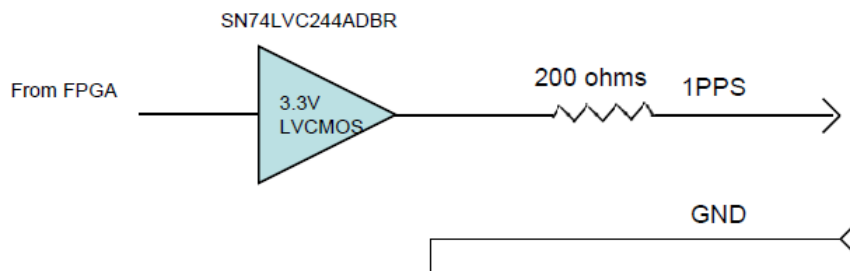 SN74LVC244ADBR
From FPGA
3.3V
LVCMOS
200 ohms
1PPS
GND